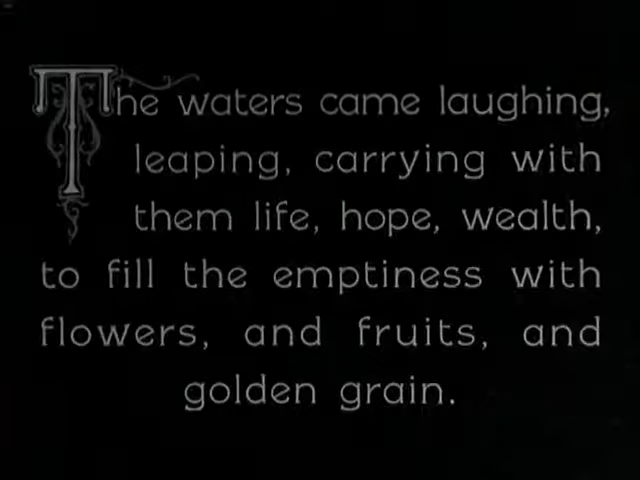 The waters came laughing,
leaping, carrying with
them life, hope, wealth,
to fill the emptiness with
flowers, and fruits, and
golden grain.